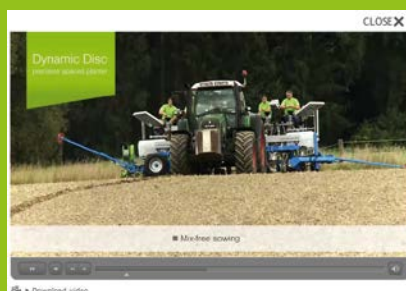 CLOSE X
Dynamic Disc
precision spaced planter
Mix-free sowing
Download video